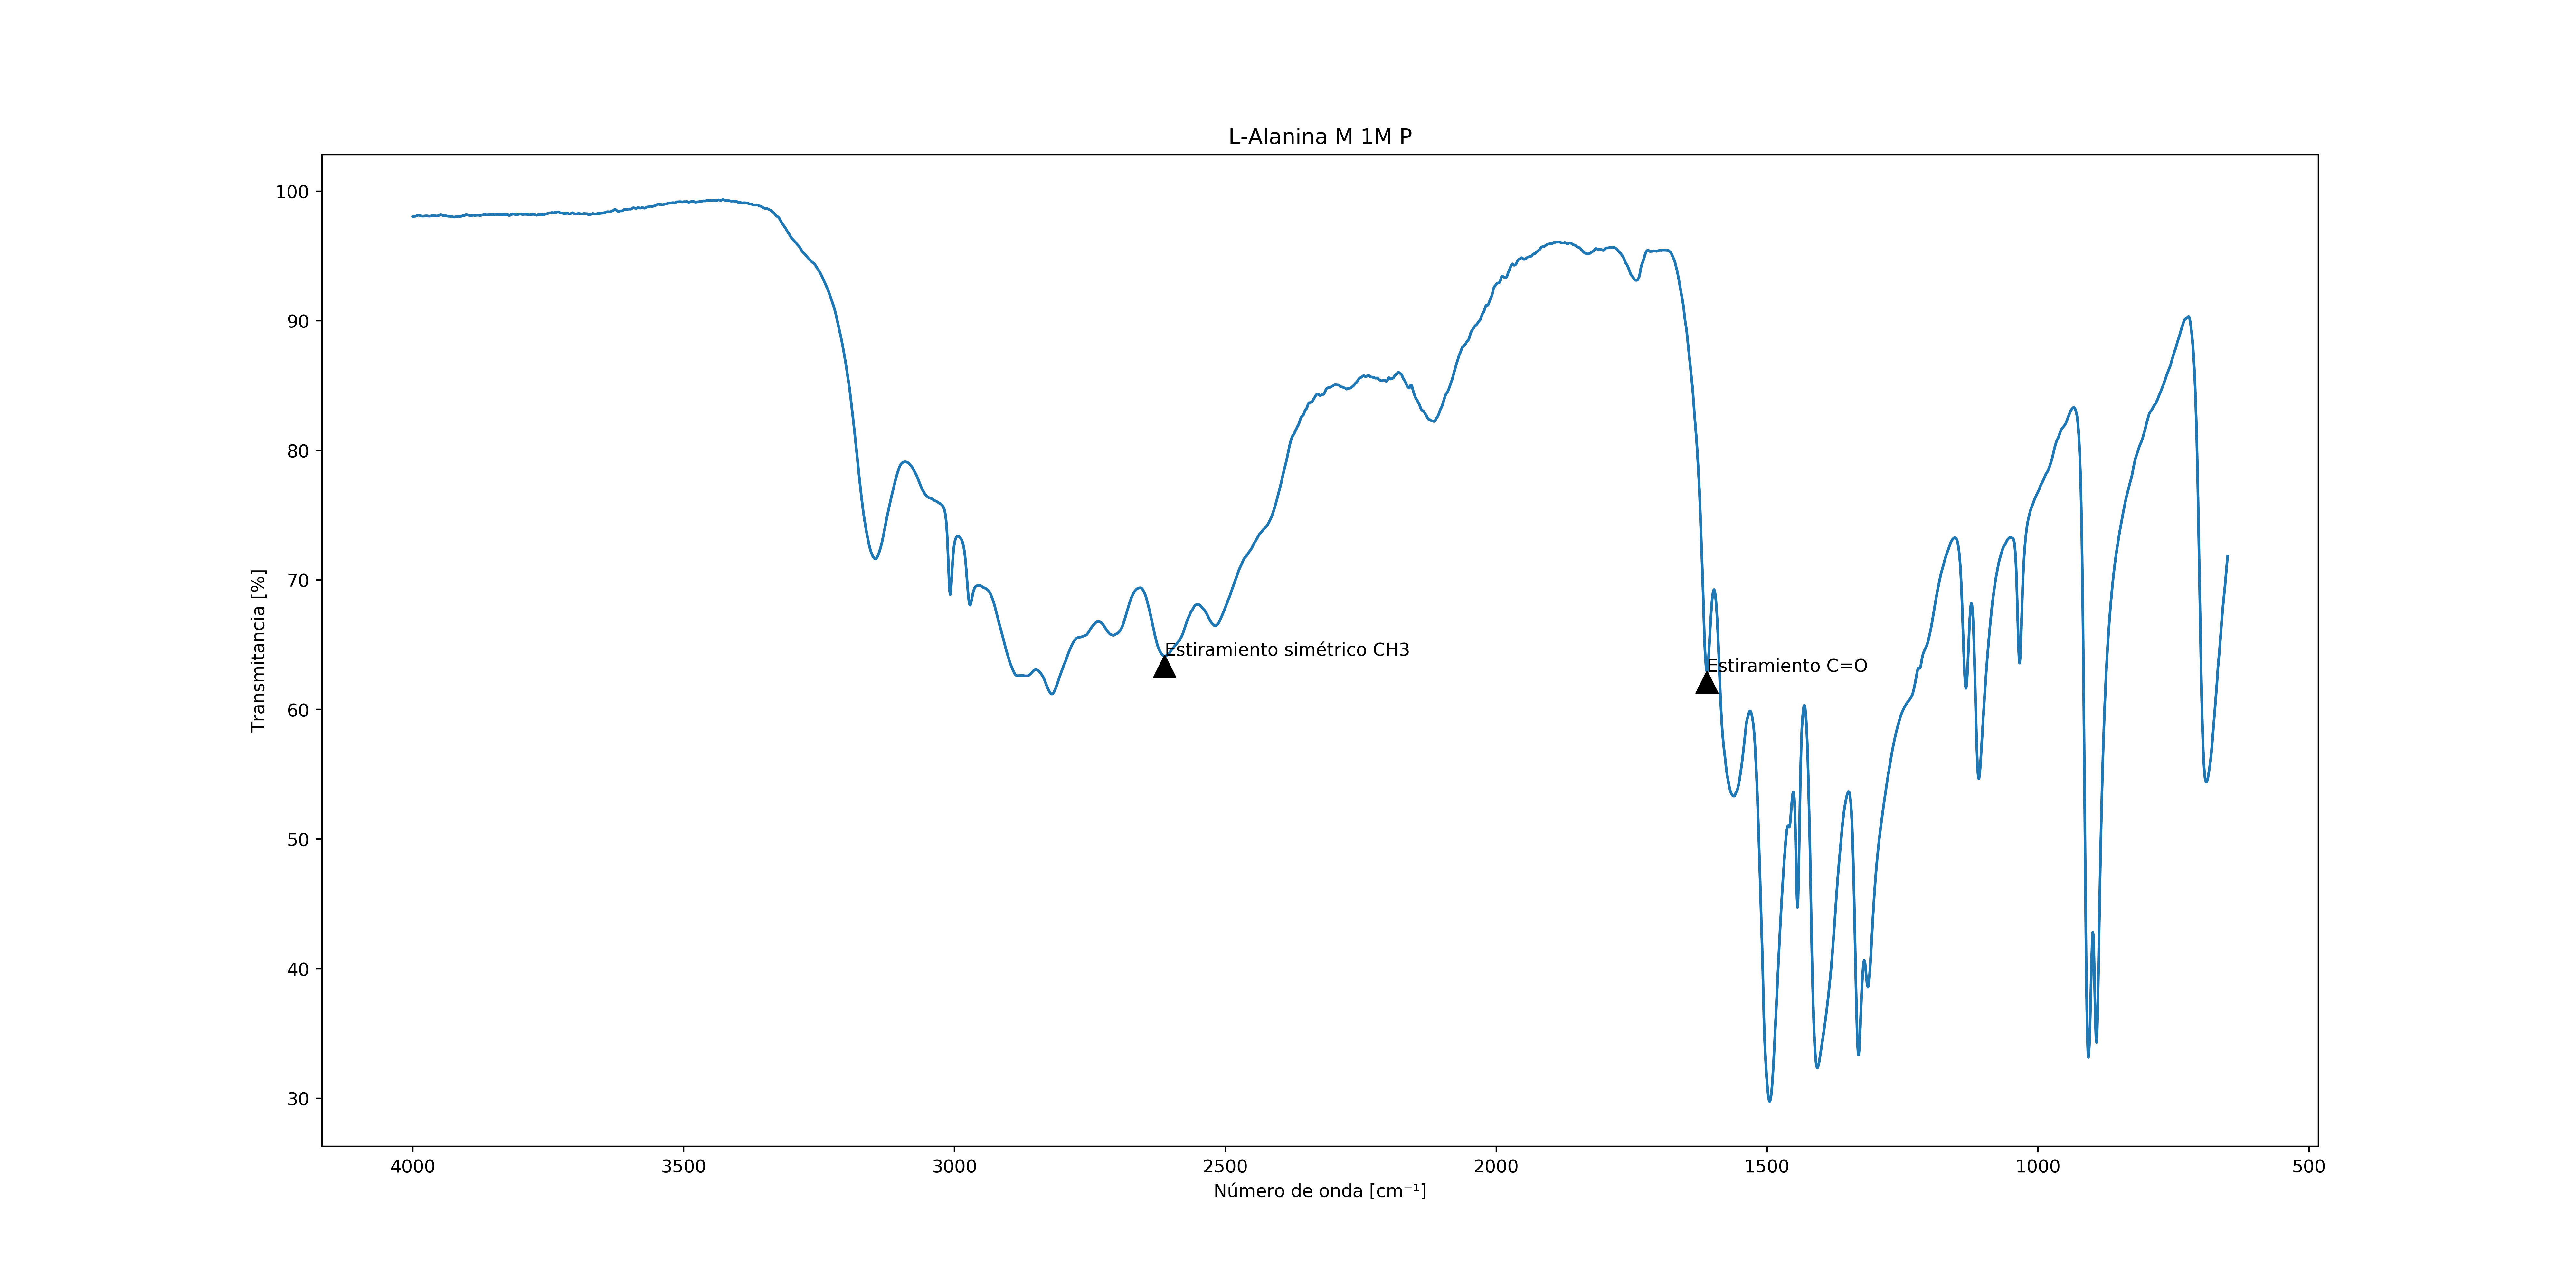 L-Alanina M 1M P
Transmitancia [%]
100
90
80
70
60
50
40
30
Estiramiento simétrico CH3
Estiramiento C=O
4000 3500 3000 2500 2000 1500 1000 500
Número de onda [cm⁻¹]